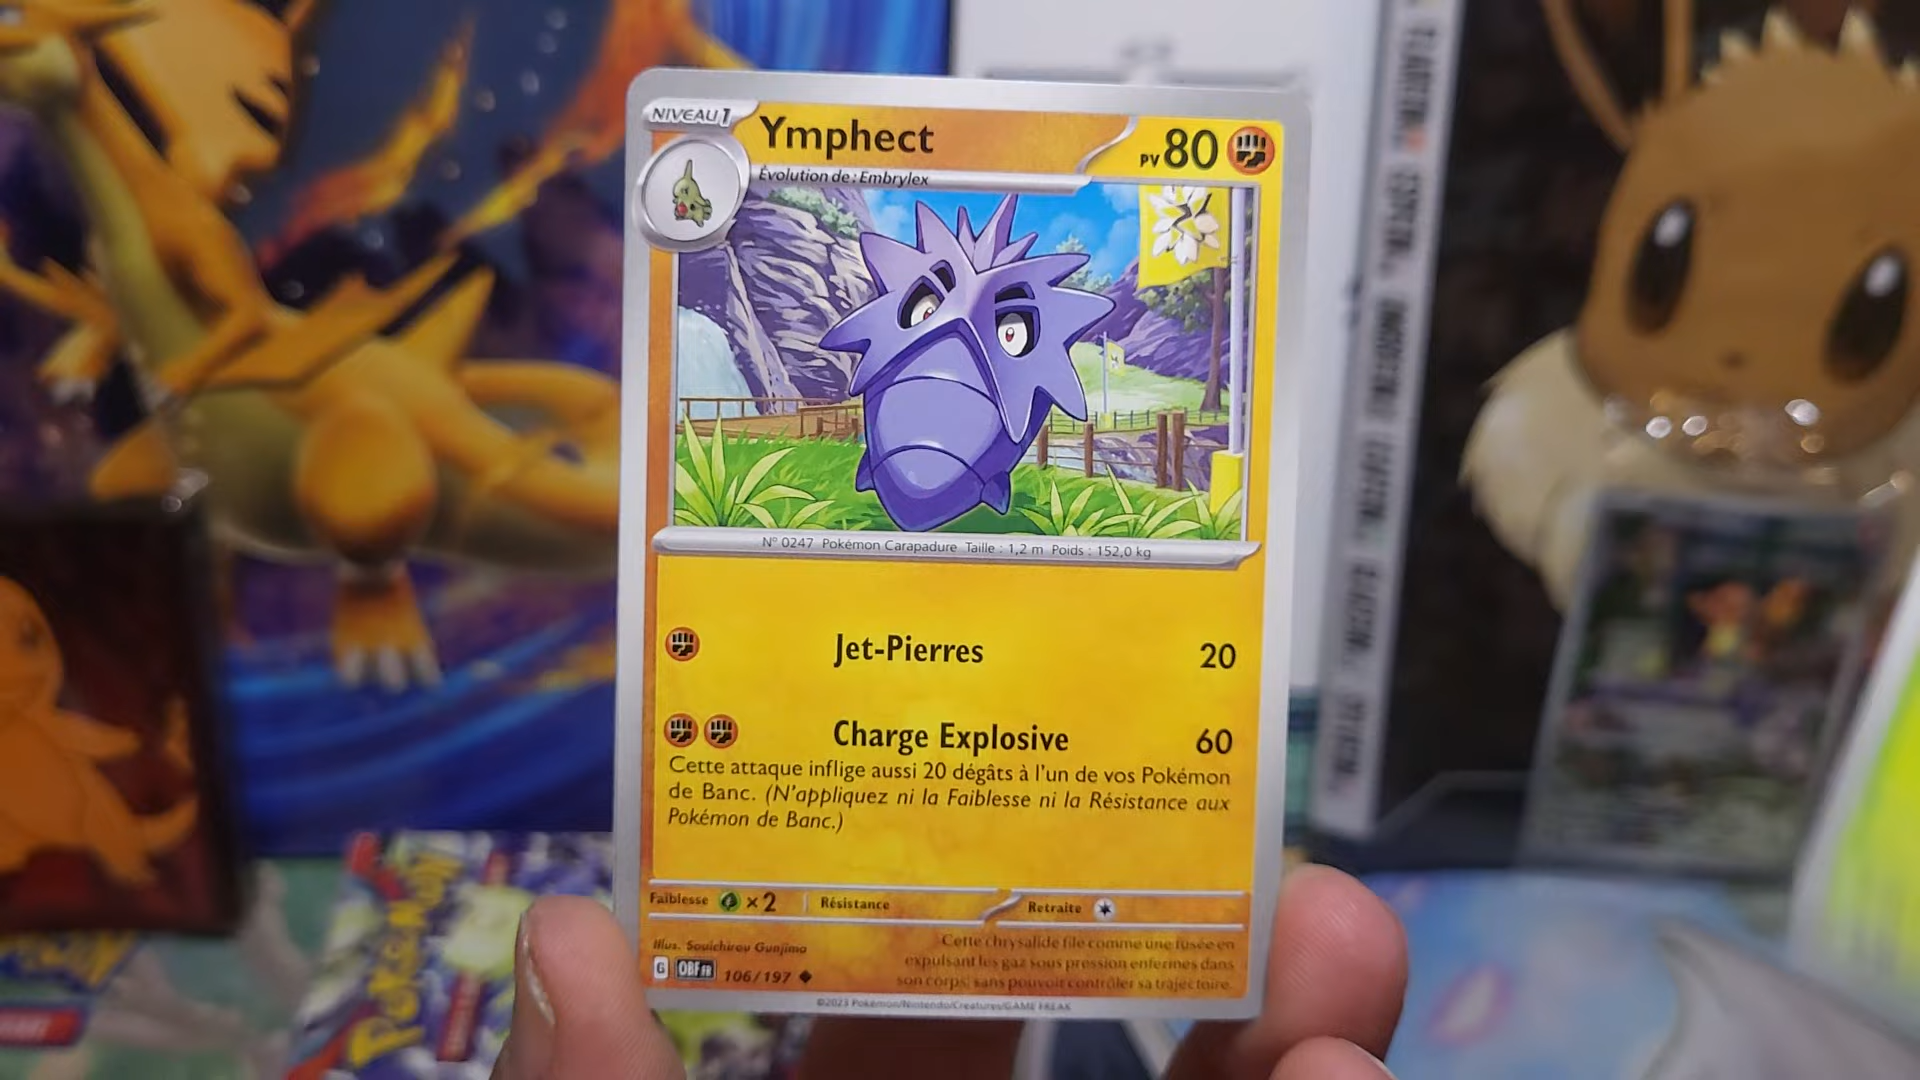 NIVEAU 1
Ymphect
PV 80
Évolution de : Embrylex
N° 0247 Pokémon Carapadure Taille : 1,2 m Poids : 152,0 kg
Jet-Pierres 20
Charge Explosive 60
Cette attaque inflige aussi 20 dégâts à l'un de vos Pokémon
de Banc. (N'appliquez ni la Faiblesse ni la Résistance aux
Pokémon de Banc.)
Faiblesse ×2 Résistance Retraite
Illus. Souichirou Gunjima
Cette chrysalide file comme une fusée en
expulsant les gaz sous pression enfermés dans
son corps, sans pouvoir contrôler sa trajectoire.
G OBF FR 106/197
©2023 Pokémon/Nintendo/Creatures/GAME FREAK
Pokémon